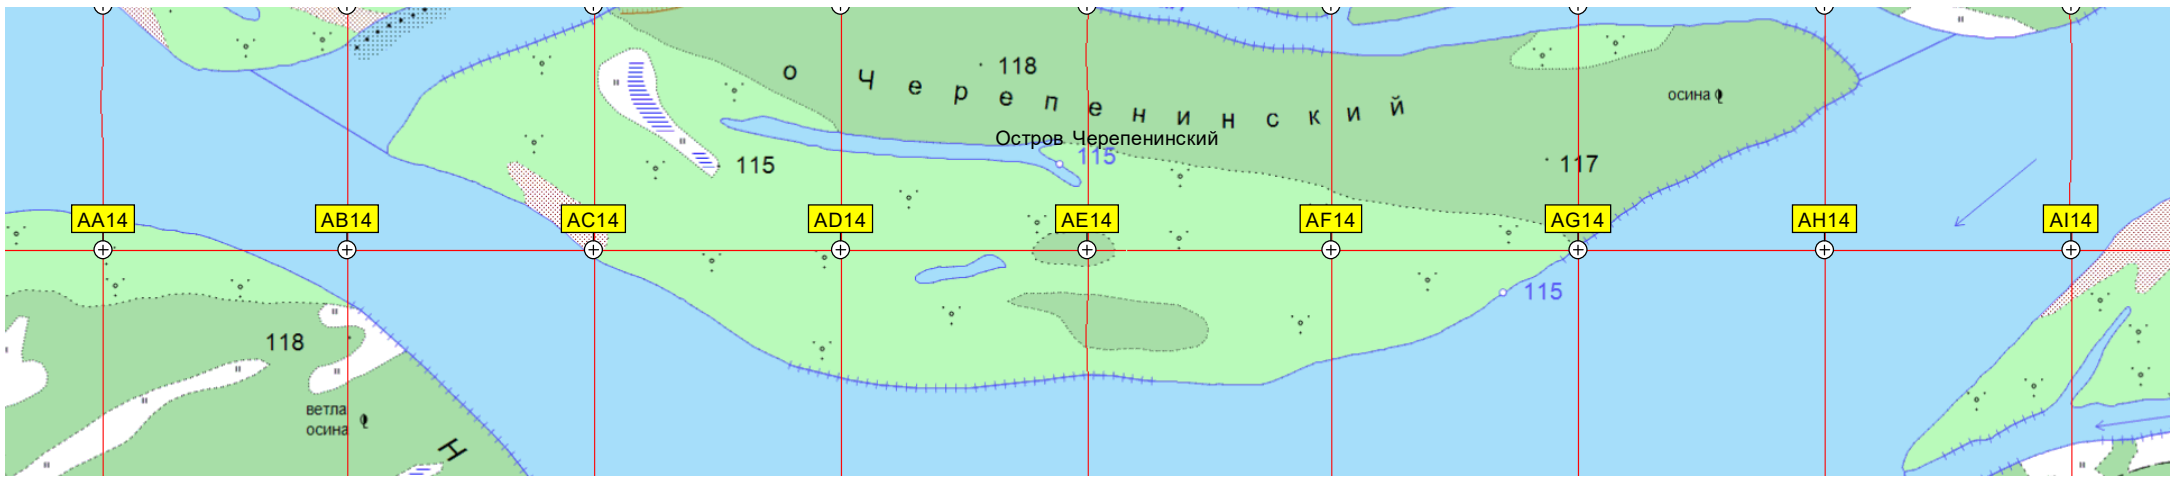 о Черепенинский
118
осина
Остров Черепенинский
115
115
117
AA14
AB14
AC14
AD14
AE14
AF14
AG14
AH14
AI14
115
118
ветла
осина
Н